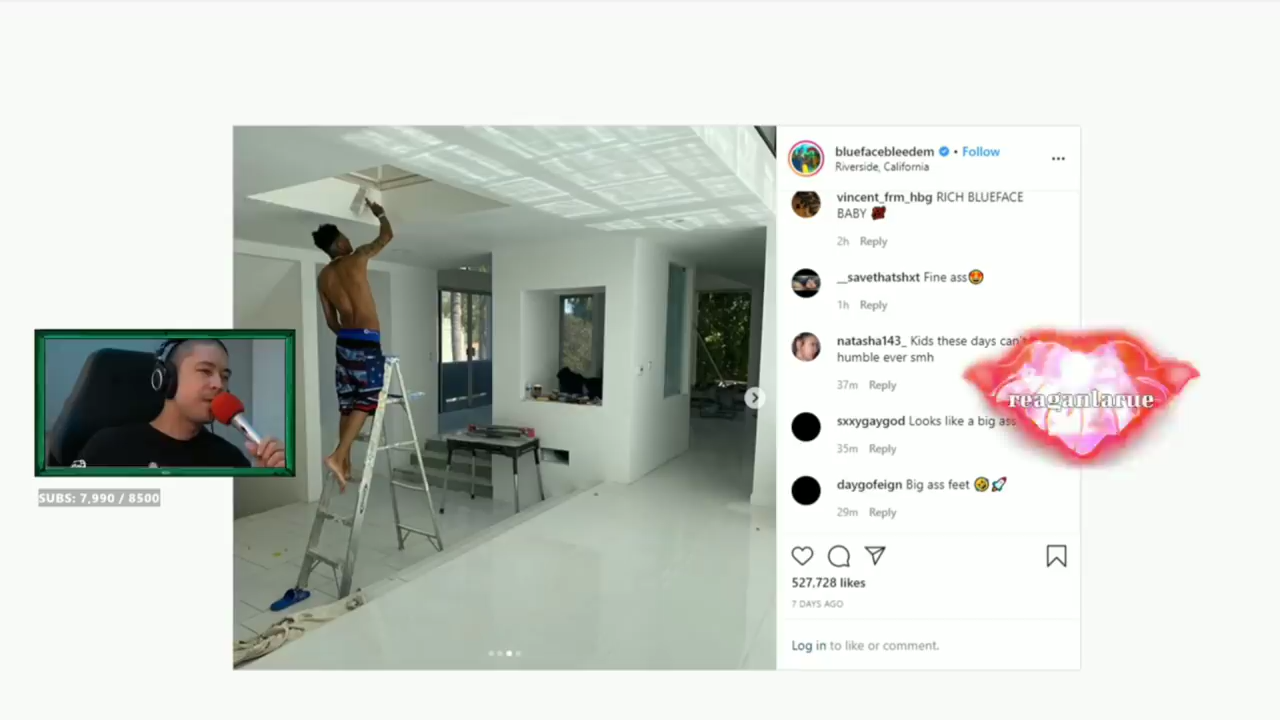 bluefacebleedem • Follow
Riverside, California
vincent_frm_hbg RICH BLUEFACE
BABY
2h Reply
__savethatshxt Fine ass
1h Reply
natasha143_ Kids these days can't
humble ever smh
37m Reply
sxxygaygod Looks like a big ass
35m Reply
daygofeign Big ass feet
29m Reply
reaganlarue
SUBS: 7,990 / 8500
527,728 likes
7 DAYS AGO
Log in to like or comment.